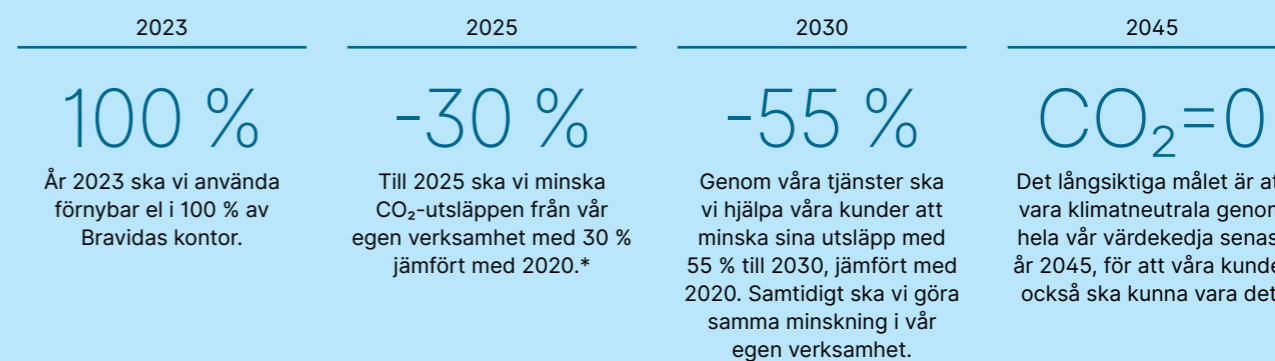 2023
100 %
År 2023 ska vi använda
förnybar el i 100 % av
Bravidas kontor.
2025
-30 %
Till 2025 ska vi minska
CO₂-utsläppen från vår
egen verksamhet med 30 %
jämfört med 2020.*
2030
-55 %
Genom våra tjänster ska
vi hjälpa våra kunder att
minska sina utsläpp med
55 % till 2030, jämfört med
2020. Samtidigt ska vi göra
samma minskning i vår
egen verksamhet.
2045
CO₂=0
Det långsiktiga målet är
vara klimatneutrala
hela vår värdekedja
år 2045, för att våra
också ska kunna vara det